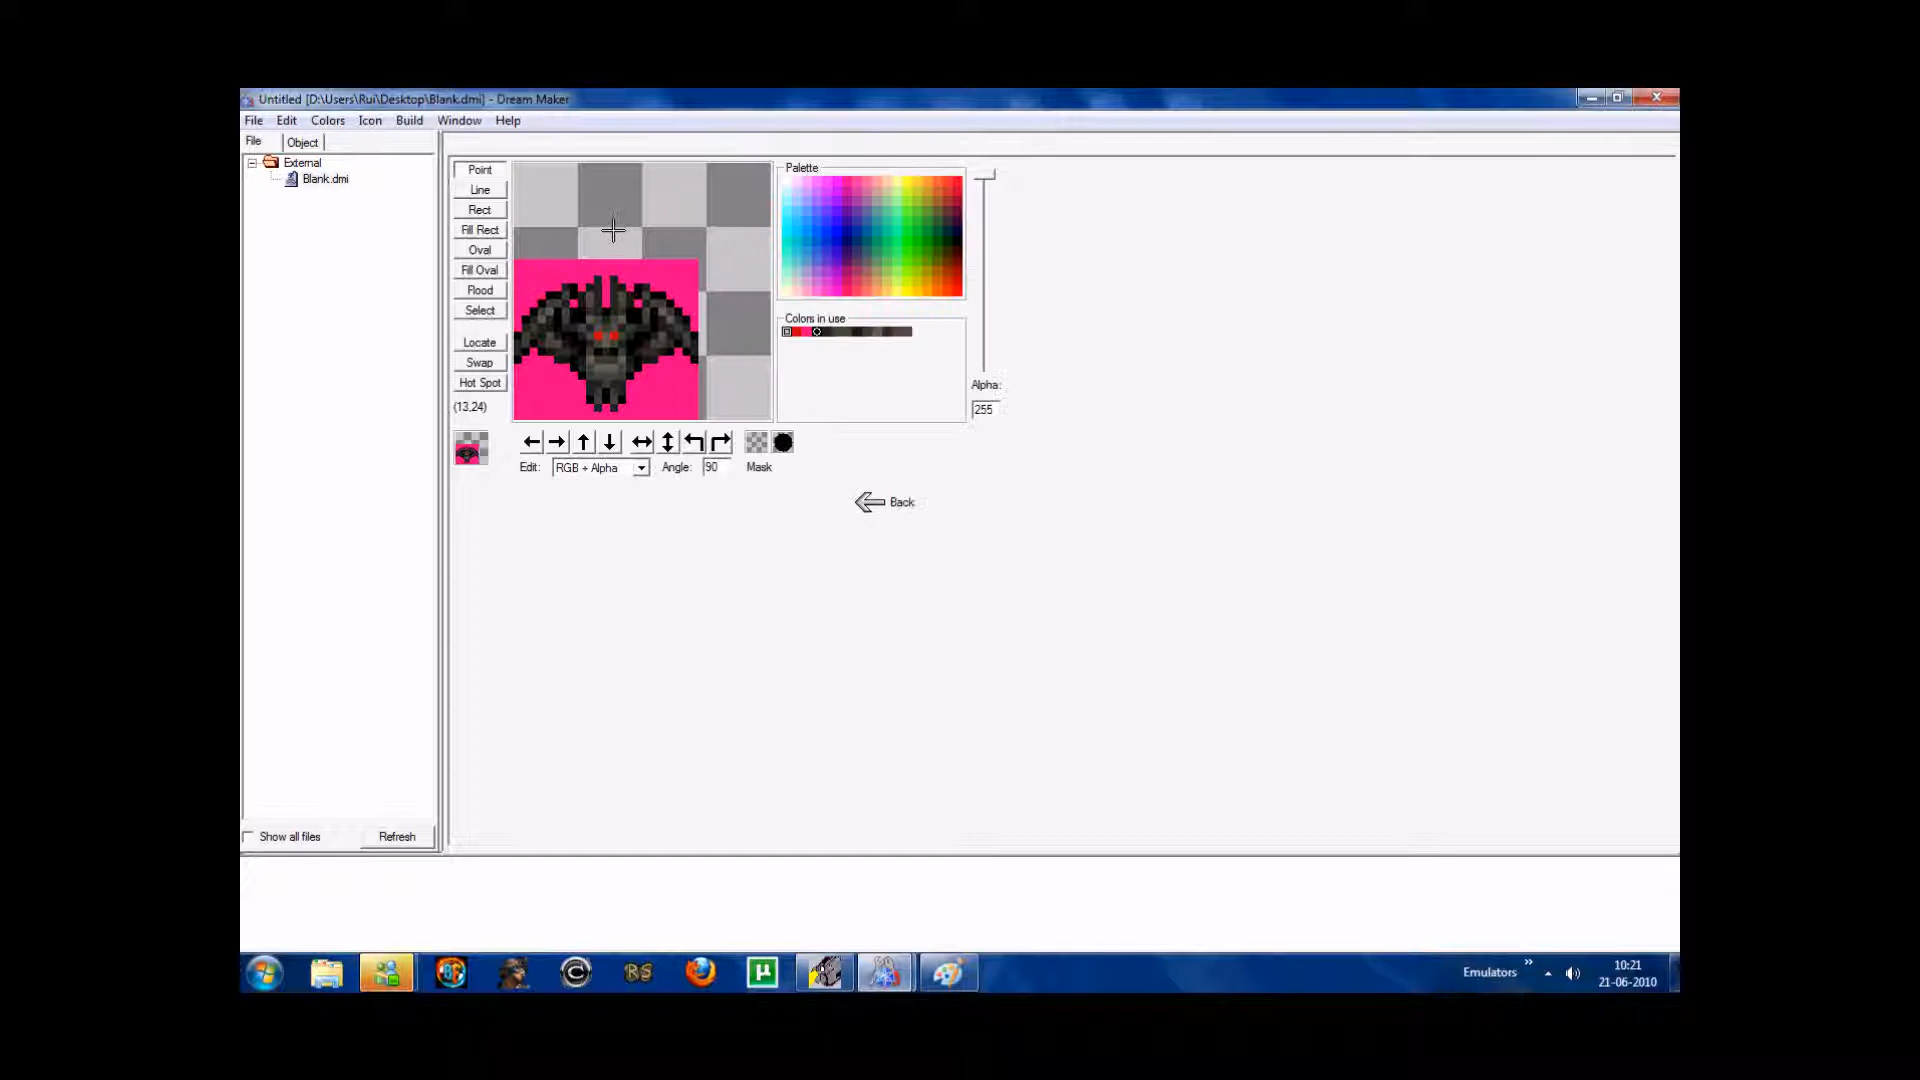 Untitled [D:\Users\Rui\Desktop\Blank.dmi] - Dream Maker
File Edit Colors Icon Build Window Help
File Object
External
Blank.dmi
Show all files Refresh
Point
Line
Rect
Fill Rect
Oval
Fill Oval
Flood
Select
Locate
Swap
Hot Spot
(13,24)
Palette
Colors in use
Alpha:
255
Edit: RGB + Alpha Angle: 90 Mask
Back
RS
µ
Emulators
10:21
21-06-2010